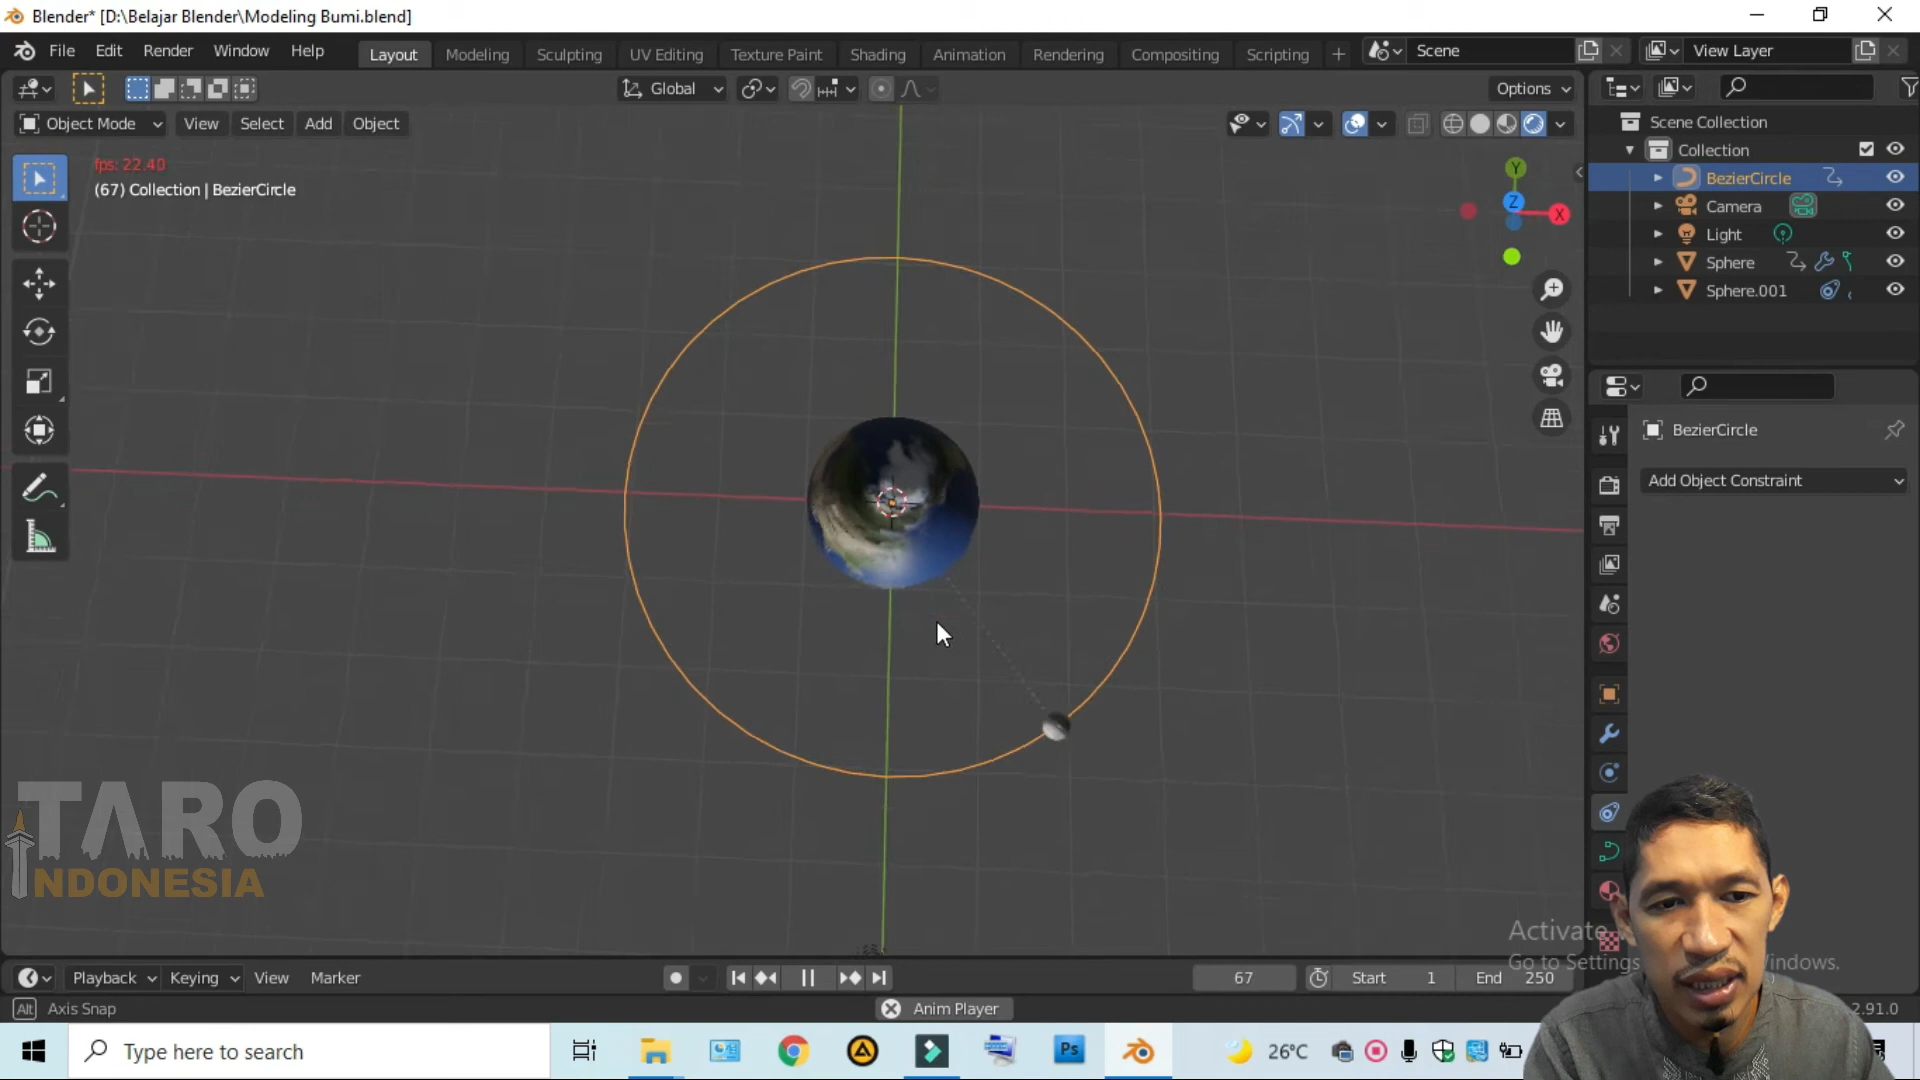 Blender* [D:\Belajar Blender\Modeling Bumi.blend]
File Edit Render Window Help
Layout Modeling Sculpting UV Editing Texture Paint Shading Animation Rendering Compositing Scripting +
Scene
View Layer
Global
Options
Object Mode View Select Add Object
fps: 22.40
(67) Collection | BezierCircle
Y
Z
X
Scene Collection
Collection
BezierCircle
Camera
Light
Sphere
Sphere.001
BezierCircle
Add Object Constraint
TARO
INDONESIA
Activate
Go to Settings
Windows.
Playback Keying View Marker
67 Start 1 End 250
Alt Axis Snap
Anim Player
2.91.0
Type here to search
Ps
26°C